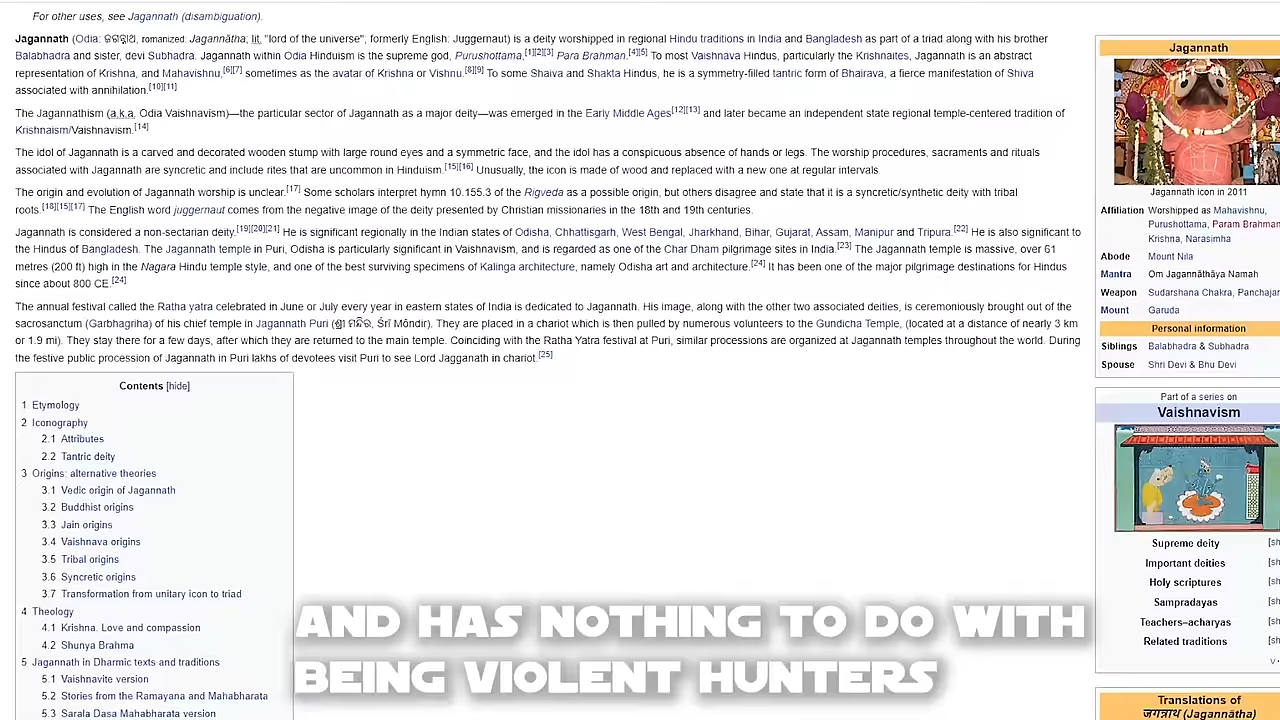 For other uses, see Jagannath (disambiguation).
Jagannath (Odia: ଜଗନ୍ନାଥ, romanized: Jagannātha; lit. "lord of the universe"; formerly English: Juggernaut) is a deity worshipped in regional Hindu traditions in India and Bangladesh as part of a triad along with his brother
Balabhadra and sister, devi Subhadra. Jagannath within Odia Hinduism is the supreme god, Purushottama,[1][2][3] Para Brahman.[4][5] To most Vaishnava Hindus, particularly the Krishnaites, Jagannath is an abstract
representation of Krishna, and Mahavishnu,[6][7] sometimes as the avatar of Krishna or Vishnu.[8][9] To some Shaiva and Shakta Hindus, he is a symmetry-filled tantric form of Bhairava, a fierce manifestation of Shiva
associated with annihilation.[10][11]
The Jagannathism (a.k.a. Odia Vaishnavism)—the particular sector of Jagannath as a major deity—was emerged in the Early Middle Ages[12][13] and later became an independent state regional temple-centered tradition of
Krishnaism/Vaishnavism.[14]
The idol of Jagannath is a carved and decorated wooden stump with large round eyes and a symmetric face, and the idol has a conspicuous absence of hands or legs. The worship procedures, sacraments and rituals
associated with Jagannath are syncretic and include rites that are uncommon in Hinduism.[15][16] Unusually, the icon is made of wood and replaced with a new one at regular intervals.
The origin and evolution of Jagannath worship is unclear.[17] Some scholars interpret hymn 10.155.3 of the Rigveda as a possible origin, but others disagree and state that it is a syncretic/synthetic deity with tribal
roots.[18][15][17] The English word juggernaut comes from the negative image of the deity presented by Christian missionaries in the 18th and 19th centuries.
Jagannath is considered a non-sectarian deity.[19][20][21] He is significant regionally in the Indian states of Odisha, Chhattisgarh, West Bengal, Jharkhand, Bihar, Gujarat, Assam, Manipur and Tripura.[22] He is also significant to
the Hindus of Bangladesh. The Jagannath temple in Puri, Odisha is particularly significant in Vaishnavism, and is regarded as one of the Char Dham pilgrimage sites in India.[23] The Jagannath temple is massive, over 61
metres (200 ft) high in the Nagara Hindu temple style, and one of the best surviving specimens of Kalinga architecture, namely Odisha art and architecture.[24] It has been one of the major pilgrimage destinations for Hindus
since about 800 CE.[24]
The annual festival called the Ratha yatra celebrated in June or July every year in eastern states of India is dedicated to Jagannath. His image, along with the other two associated deities, is ceremoniously brought out of the
sacrosanctum (Garbhagriha) of his chief temple in Jagannath Puri (ଶ୍ରୀ ମନ୍ଦିର, Śrī Môndir). They are placed in a chariot which is then pulled by numerous volunteers to the Gundicha Temple, (located at a distance of nearly 3 km
or 1.9 mi). They stay there for a few days, after which they are returned to the main temple. Coinciding with the Ratha Yatra festival at Puri, similar processions are organized at Jagannath temples throughout the world. During
the festive public procession of Jagannath in Puri lakhs of devotees visit Puri to see Lord Jagganath in chariot.[25]
Contents [hide]
1 Etymology
2 Iconography
2.1 Attributes
2.2 Tantric deity
3 Origins: alternative theories
3.1 Vedic origin of Jagannath
3.2 Buddhist origins
3.3 Jain origins
3.4 Vaishnava origins
3.5 Tribal origins
3.6 Syncretic origins
3.7 Transformation from unitary icon to triad
4 Theology
4.1 Krishna. Love and compassion
4.2 Shunya Brahma
5 Jagannath in Dharmic texts and traditions
5.1 Vaishnavite version
5.2 Stories from the Ramayana and Mahabharata
5.3 Sarala Dasa Mahabharata version
AND HAS NOTHING TO DO WITH
BEING VIOLENT HUNTERS
Jagannath
Jagannath icon in 2011
Affiliation Worshipped as Mahavishnu,
Purushottama, Param Brahman
Krishna, Narasimha
Abode Mount Nila
Mantra Om Jagannāthāya Namah
Weapon Sudarshana Chakra, Panchajar
Mount Garuda
Personal information
Siblings Balabhadra & Subhadra
Spouse Shri Devi & Bhu Devi
Part of a series on
Vaishnavism
Supreme deity [sh
Important deities [sh
Holy scriptures [sh
Sampradayas [sh
Teachers–acharyas [sh
Related traditions [sh
V •
Translations of
जगन्नाथ (Jagannātha)